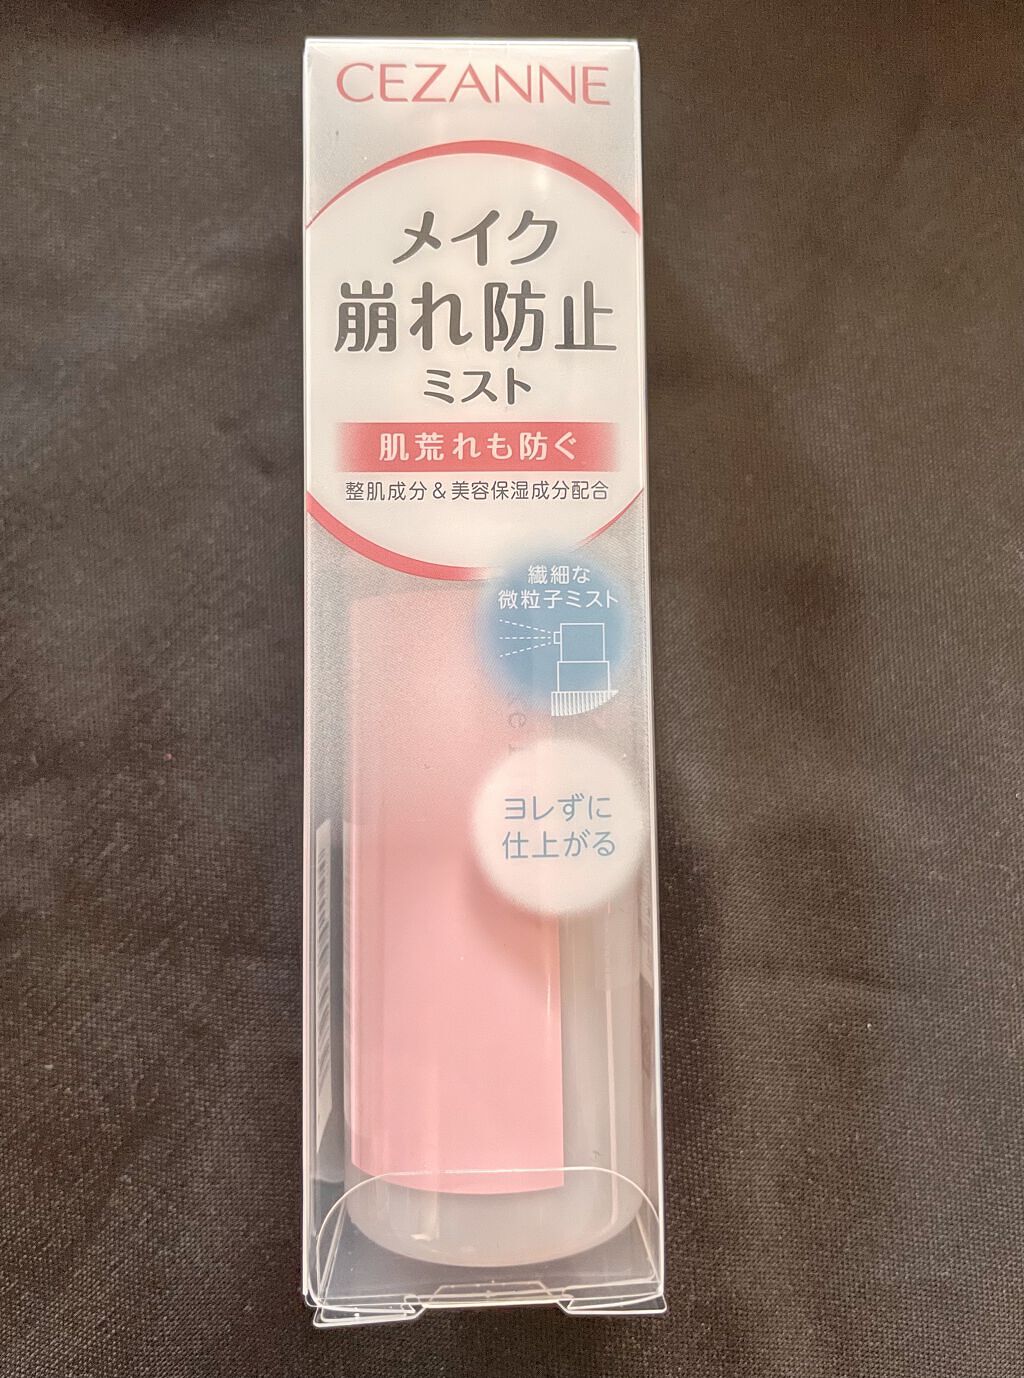 CEZANNE
メイク
崩れ防止
ミスト
肌荒れも防ぐ
整肌成分&美容保湿成分配合
繊細な
微粒子ミスト
ヨレずに
仕上がる